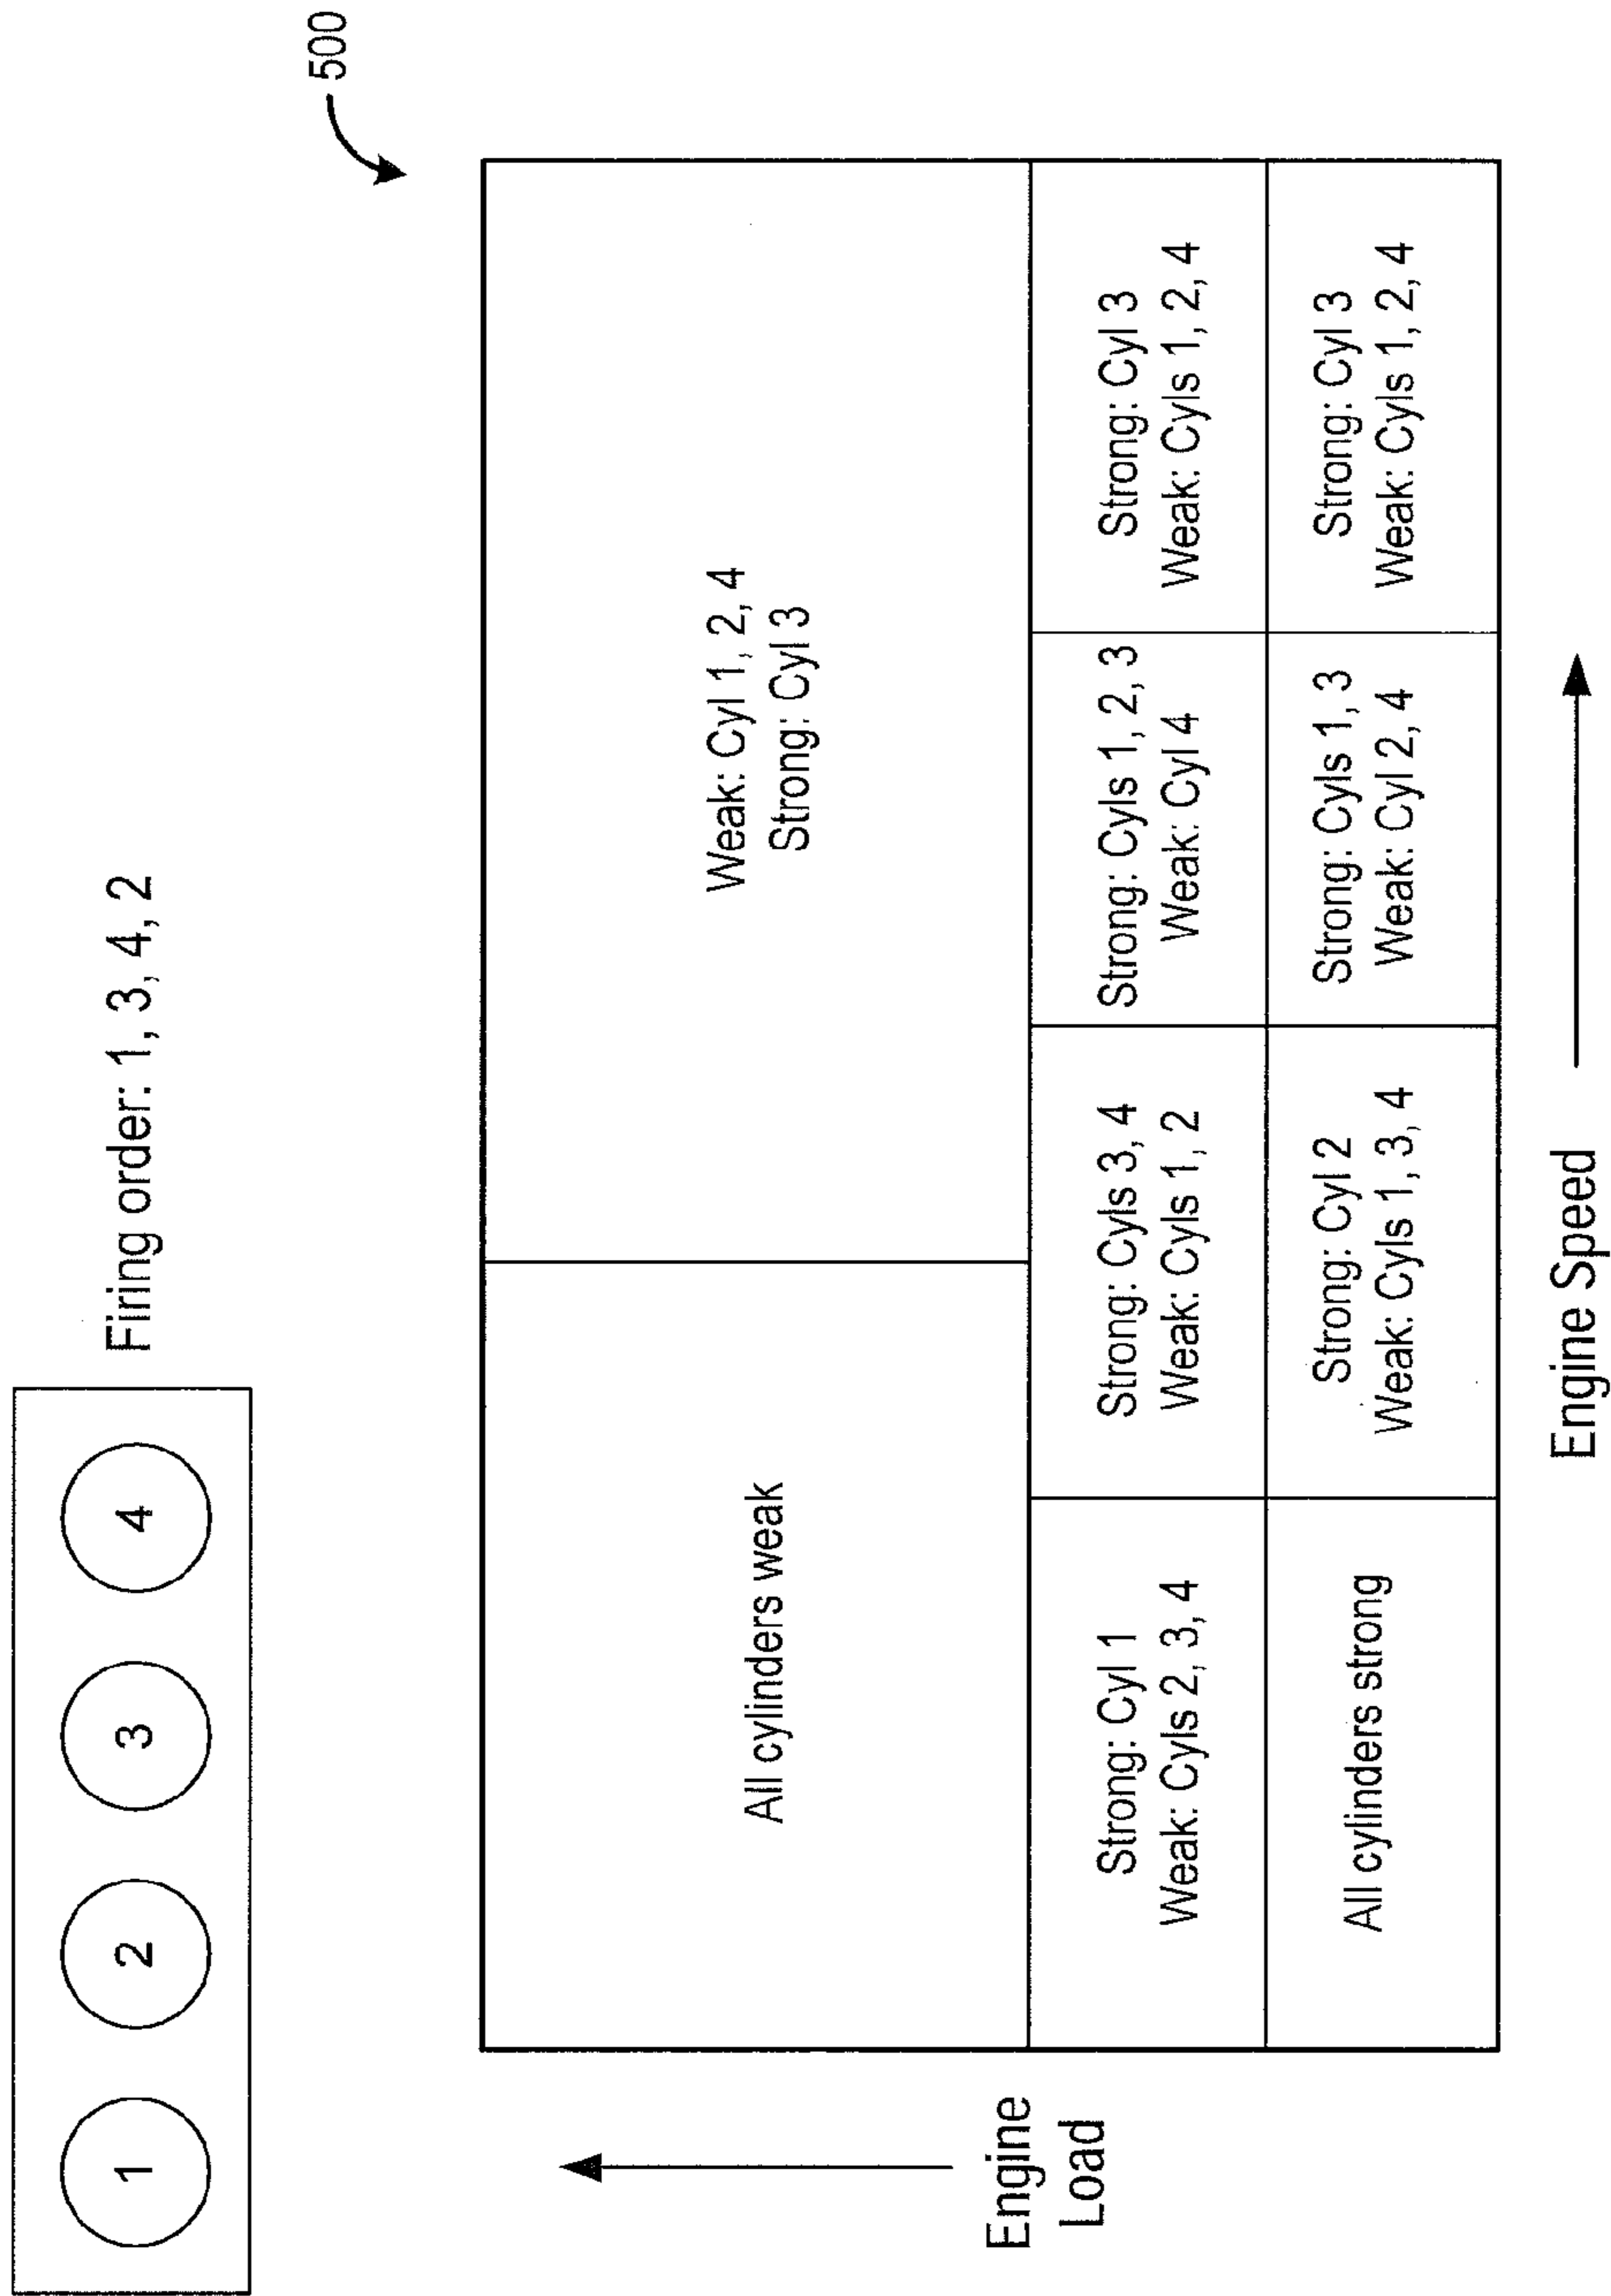 1
2
3
4
Firing order: 1, 3, 4, 2
500
All cylinders weak
Weak: Cyl 1, 2, 4
Strong: Cyl 3
Strong: Cyl 1
Weak: Cyls 2, 3, 4
Strong: Cyls 3, 4
Weak: Cyls 1, 2
Strong: Cyls 1, 2, 3
Weak: Cyl 4
Strong: Cyl 3
Weak: Cyls 1, 2, 4
All cylinders strong
Strong: Cyl 2
Weak: Cyls 1, 3, 4
Strong: Cyls 1, 3
Weak: Cyl 2, 4
Strong: Cyl 3
Weak: Cyls 1, 2, 4
Engine
Load
Engine Speed